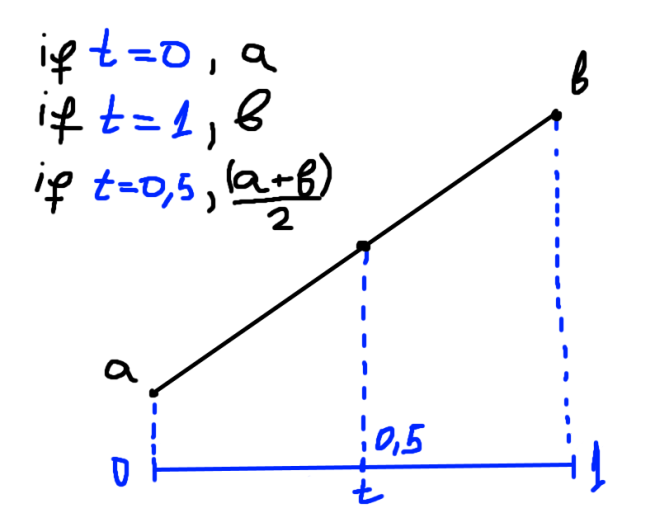 if t=0, a
if t=1, b
if t=0,5, (a+b)/2
b
a
0,5
0
1
t